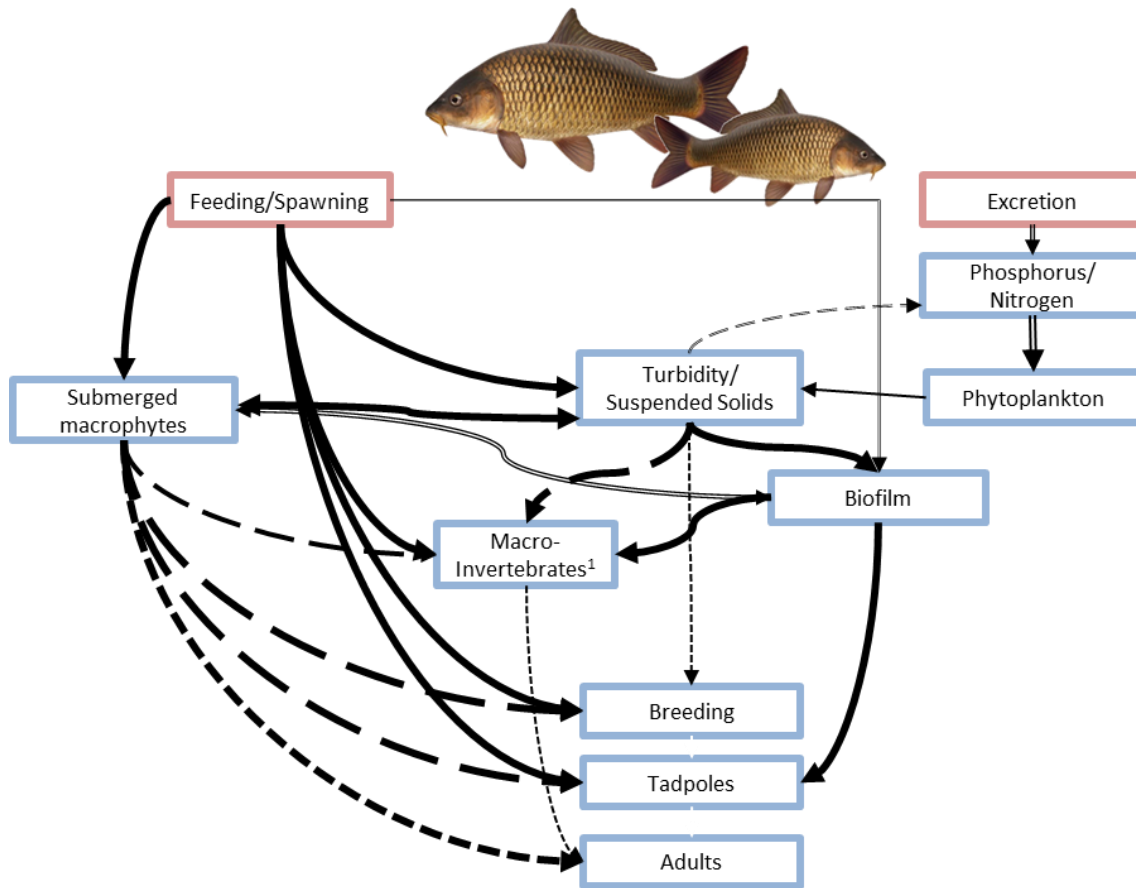 Feeding/Spawning
Excretion
Phosphorus/
Nitrogen
Turbidity/
Suspended Solids
Phytoplankton
Submerged
macrophytes
Biofilm
Macro-
Invertebrates¹
Breeding
Tadpoles
Adults